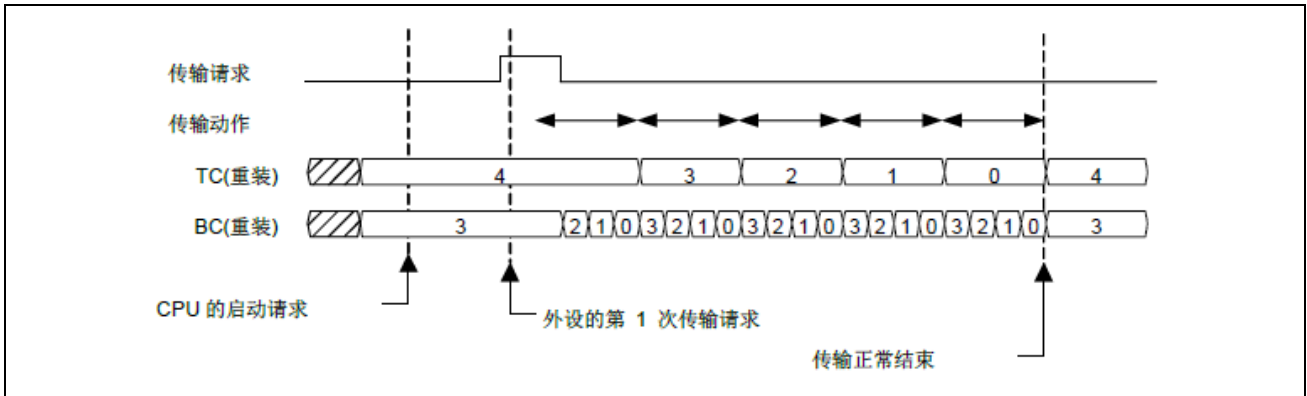 传输请求
传输动作
TC(重装) 4 3 2 1 0 4
BC(重装) 3 2 1 0 3 2 1 0 3 2 1 0 3 2 1 0 3 2 1 0 3
CPU 的启动请求
外设的第 1 次传输请求
传输正常结束